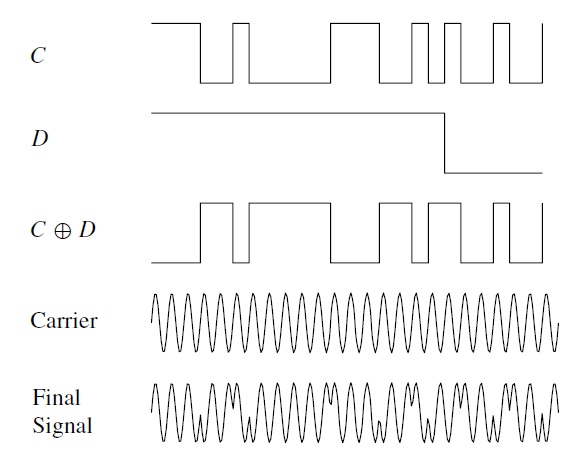 C
D
C ⊕ D
Carrier
Final
Signal